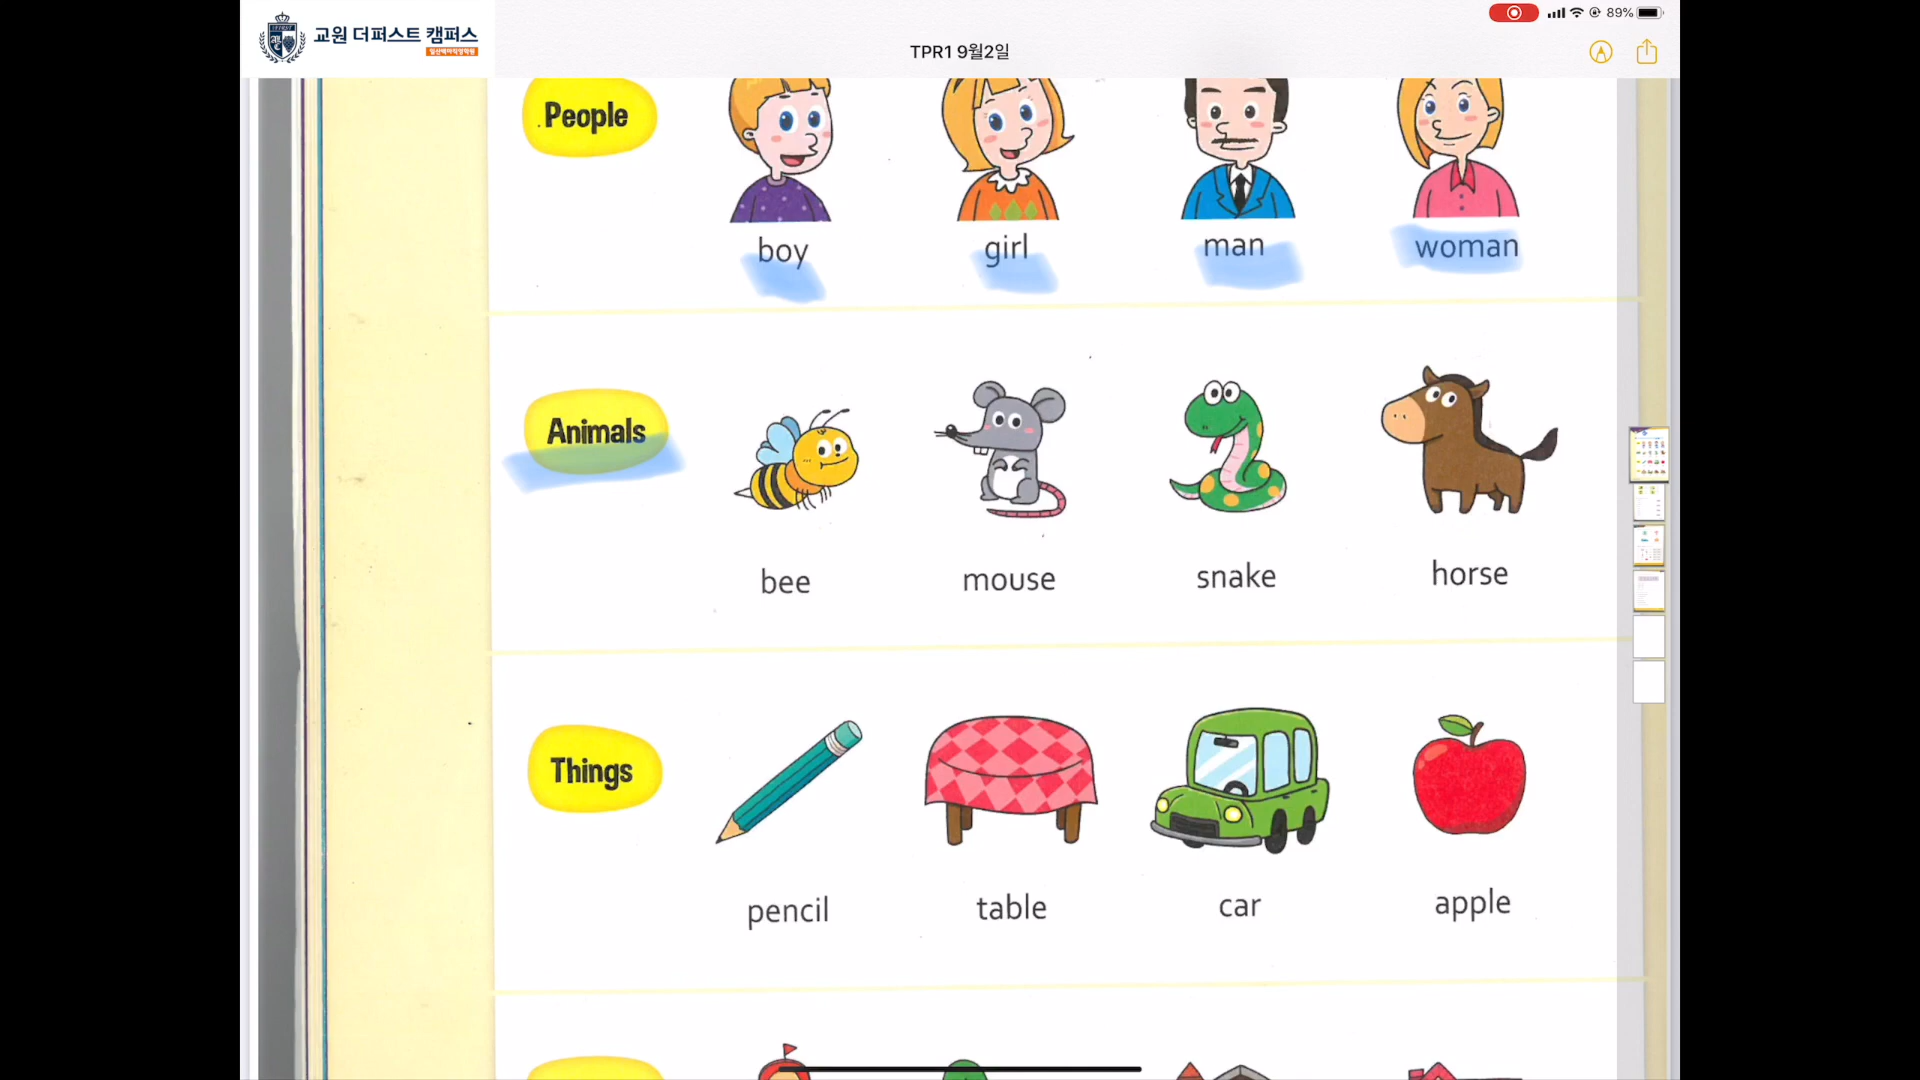 교원 더퍼스트 캠퍼스
89%
TPR1 9월2일
People
boy girl man woman
Animals
bee mouse snake horse
Things
pencil table car apple